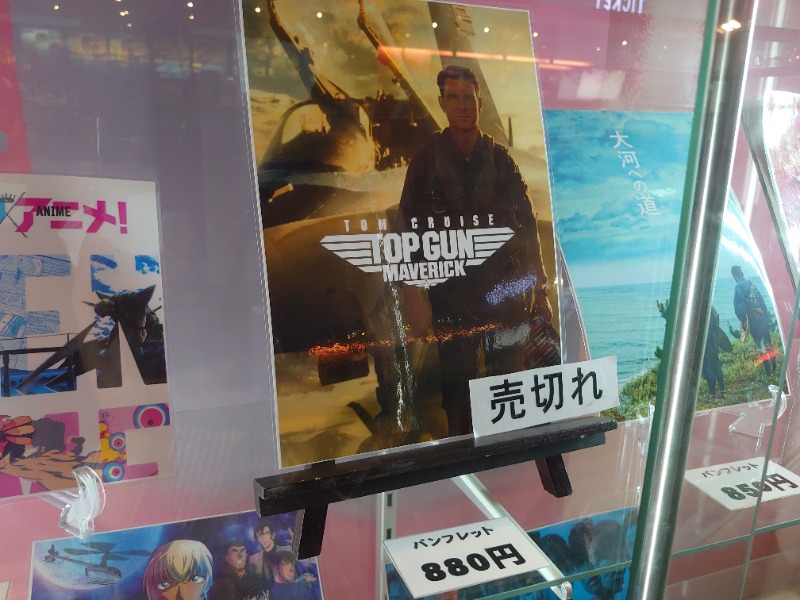 TICKET
ANIME
アニメ!
TOM CRUISE
TOP GUN
MAVERICK
大河への道
売切れ
パンフレット
880円
パンフレット
850円